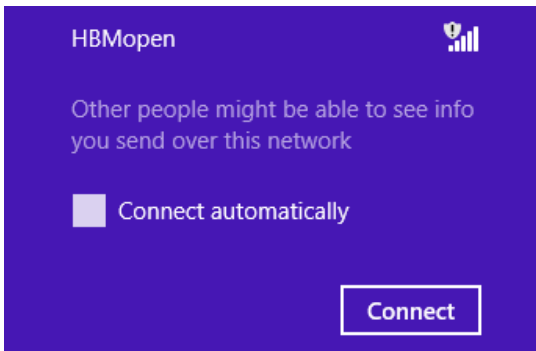 HBMopen
Other people might be able to see info
you send over this network
Connect automatically
Connect